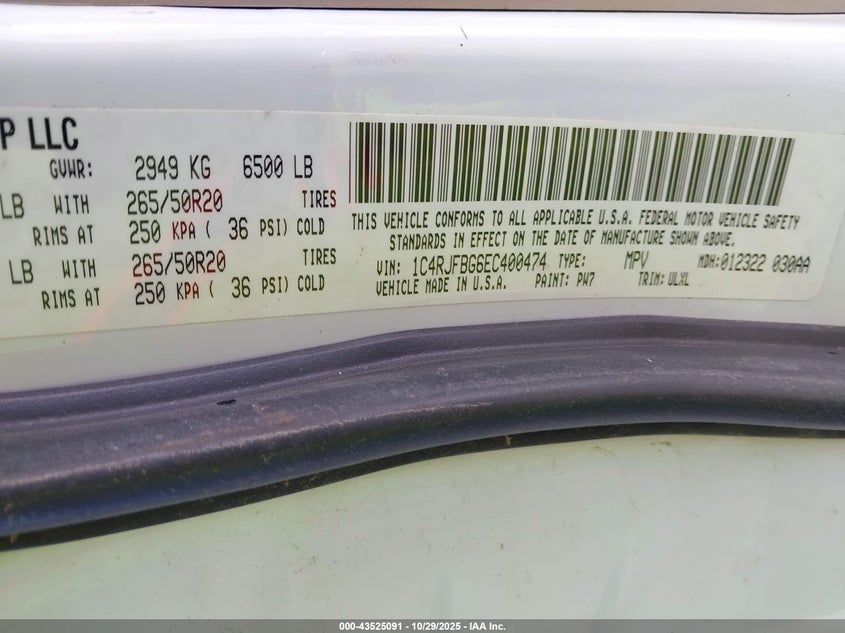 P LLC
GVWR: 2949 KG 6500 LB
LB WITH 265/50R20 TIRES
RIMS AT 250 KPA ( 36 PSI) COLD
LB WITH 265/50R20 TIRES
RIMS AT 250 KPA ( 36 PSI) COLD
THIS VEHICLE CONFORMS TO ALL APPLICABLE U.S.A. FEDERAL MOTOR VEHICLE SAFETY
STANDARDS IN EFFECT ON THE DATE OF MANUFACTURE SHOWN ABOVE.
VIN: 1C4RJFBG6EC400474 TYPE: MPV MDH: 012322 030AA
VEHICLE MADE IN U.S.A. PAINT: PW7 TRIM: ULXL
000-43525091 - 10/29/2025 - IAA Inc.